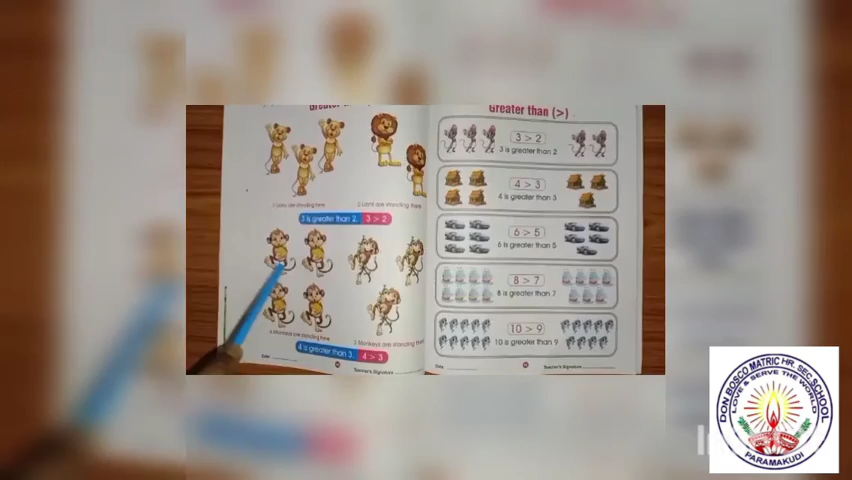 Greater
3 Lions are standing here
2 Lions are standing here
3 is greater than 2, 3 > 2
4 Monkeys are standing here
3 Monkeys are standing here
4 is greater than 3, 4 > 3
Date
Teacher's Signature
Greater than (>)
3 > 2
3 is greater than 2
4 > 3
4 is greater than 3
6 > 5
6 is greater than 5
8 > 7
8 is greater than 7
10 > 9
10 is greater than 9
Date
Teacher's Signature
DON BOSCO MATRIC HR. SEC. SCHOOL
LOVE & SERVE THE WORLD
PARAMAKUDI